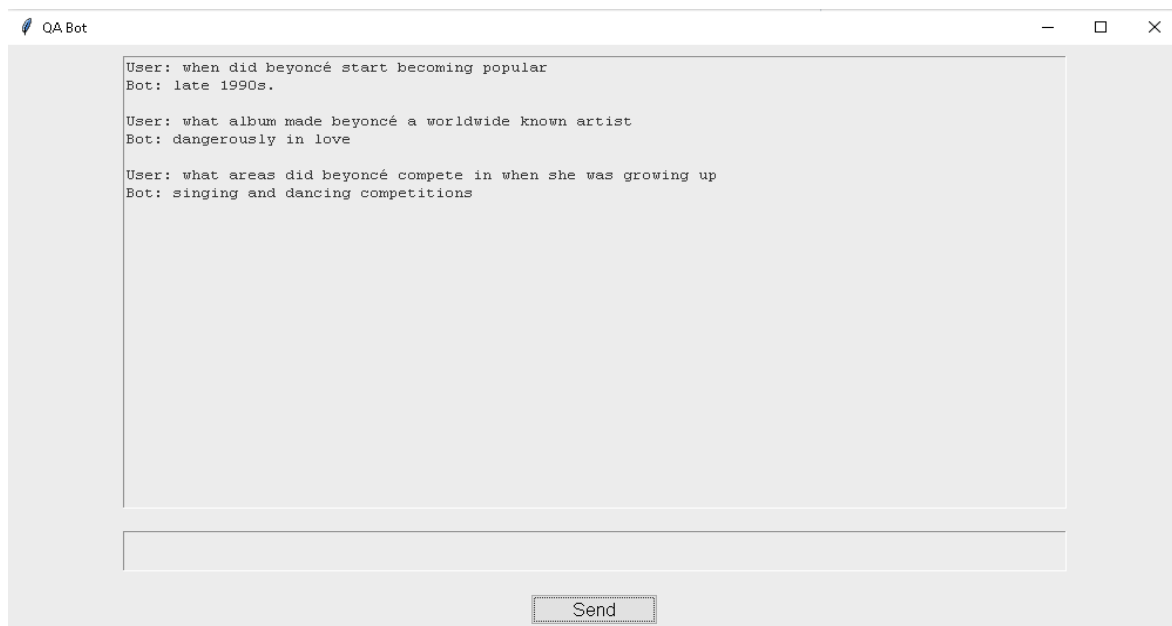 QA Bot
User: when did beyoncé start becoming popular
Bot: late 1990s.
User: what album made beyoncé a worldwide known artist
Bot: dangerously in love
User: what areas did beyoncé compete in when she was growing up
Bot: singing and dancing competitions
Send